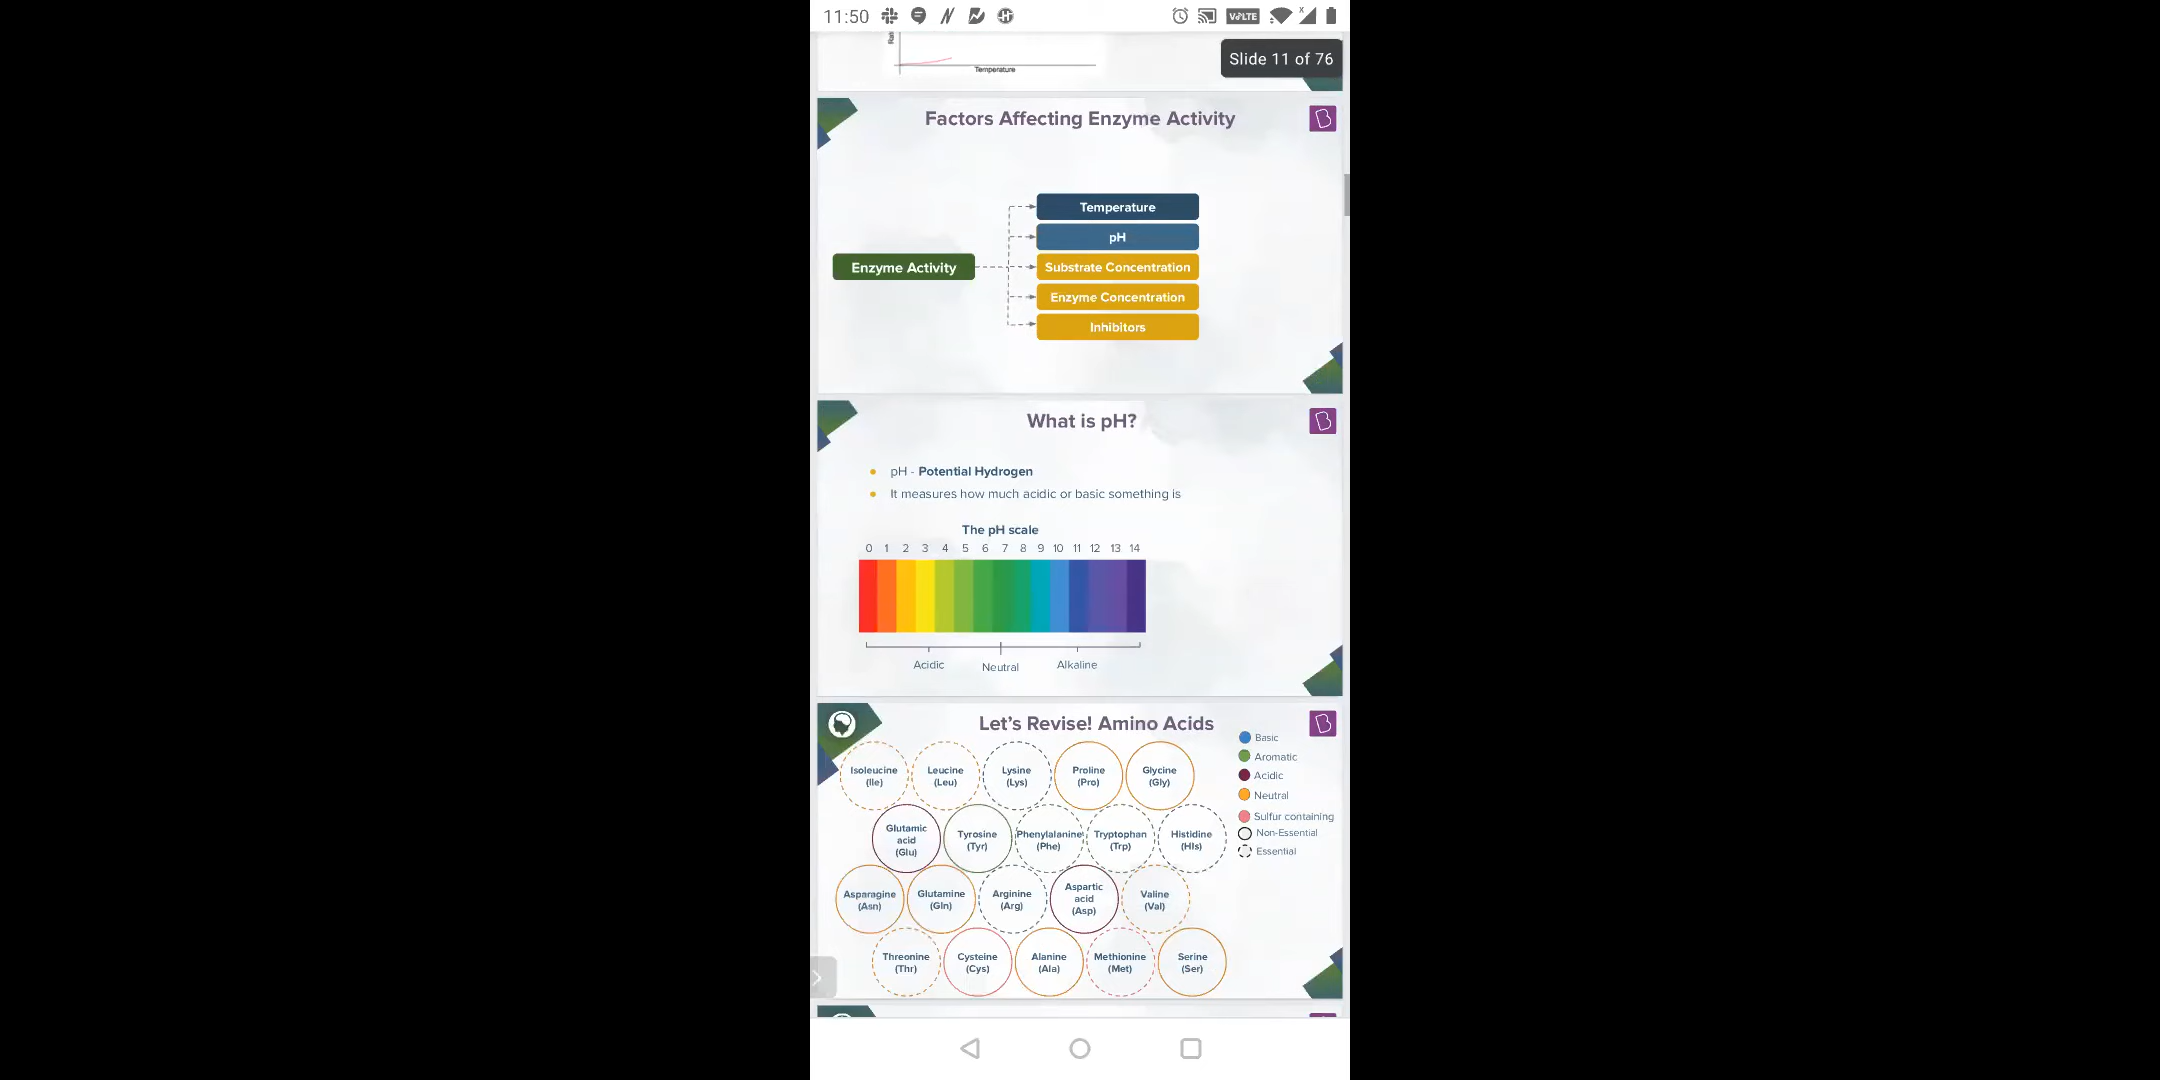 11:50
VoLTE
Slide 11 of 76
Temperature
Factors Affecting Enzyme Activity
Temperature
pH
Enzyme Activity
Substrate Concentration
Enzyme Concentration
Inhibitors
What is pH?
pH - Potential Hydrogen
It measures how much acidic or basic something is
The pH scale
0 1 2 3 4 5 6 7 8 9 10 11 12 13 14
Acidic
Neutral
Alkaline
Let's Revise! Amino Acids
Basic
Aromatic
Acidic
Neutral
Sulfur containing
Non-Essential
Essential
Isoleucine
(Ile)
Leucine
(Leu)
Lysine
(Lys)
Proline
(Pro)
Glycine
(Gly)
Glutamic
acid
(Glu)
Tyrosine
(Tyr)
Phenylalanine
(Phe)
Tryptophan
(Trp)
Histidine
(HIs)
Asparagine
(Asn)
Glutamine
(Gln)
Arginine
(Arg)
Aspartic
acid
(Asp)
Valine
(Val)
Threonine
(Thr)
Cysteine
(Cys)
Alanine
(Ala)
Methionine
(Met)
Serine
(Ser)